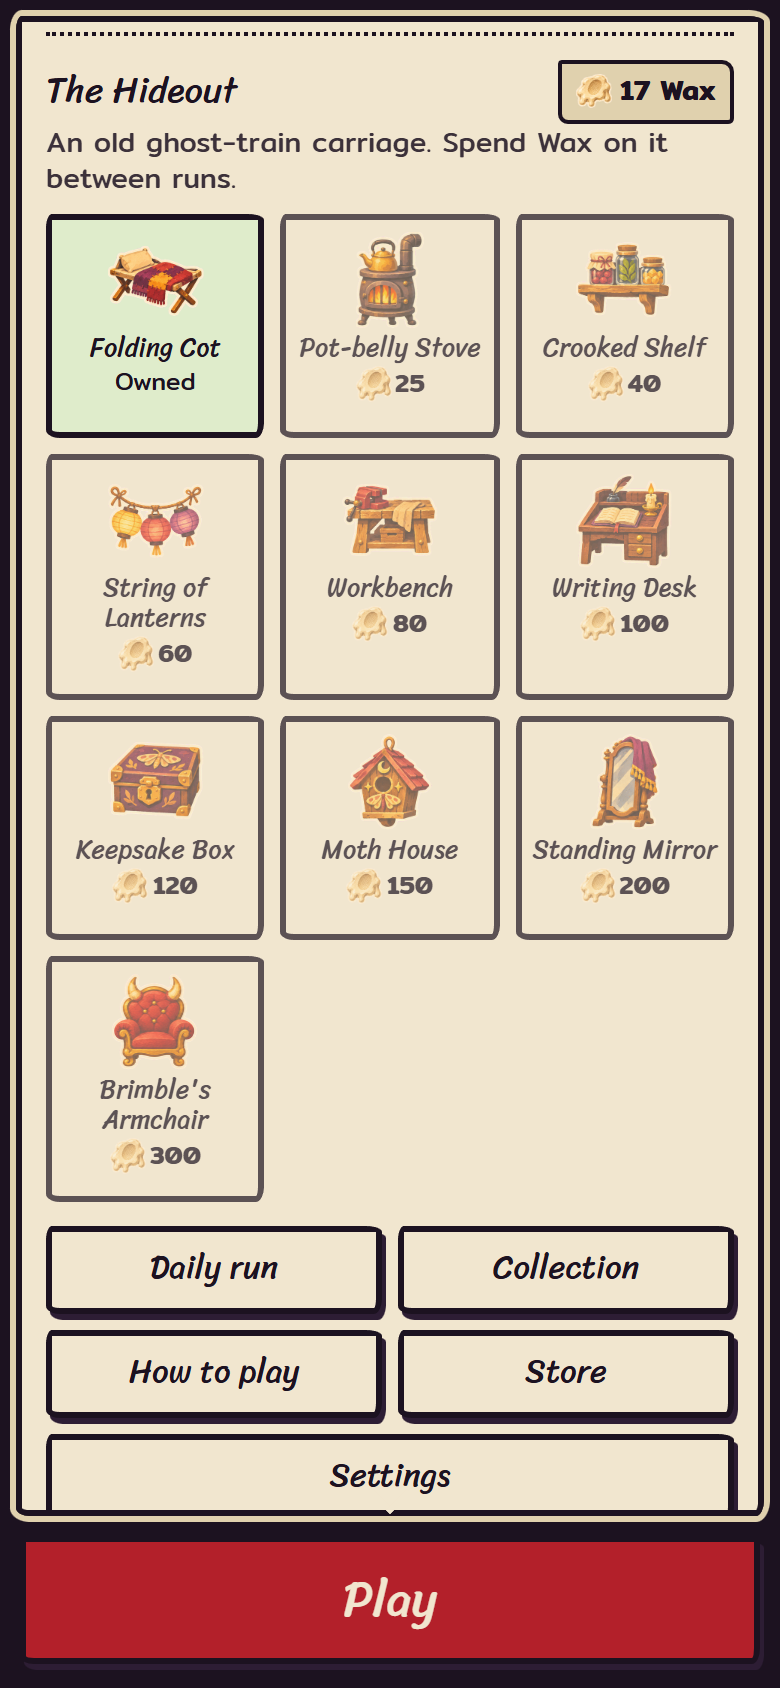 The Hideout
17 Wax
An old ghost-train carriage. Spend Wax on it
between runs.
Folding Cot
Owned
Pot-belly Stove
25
Crooked Shelf
40
String of
Lanterns
60
Workbench
80
Writing Desk
100
Keepsake Box
120
Moth House
150
Standing Mirror
200
Brimble's
Armchair
300
Daily run
Collection
How to play
Store
Settings
Play